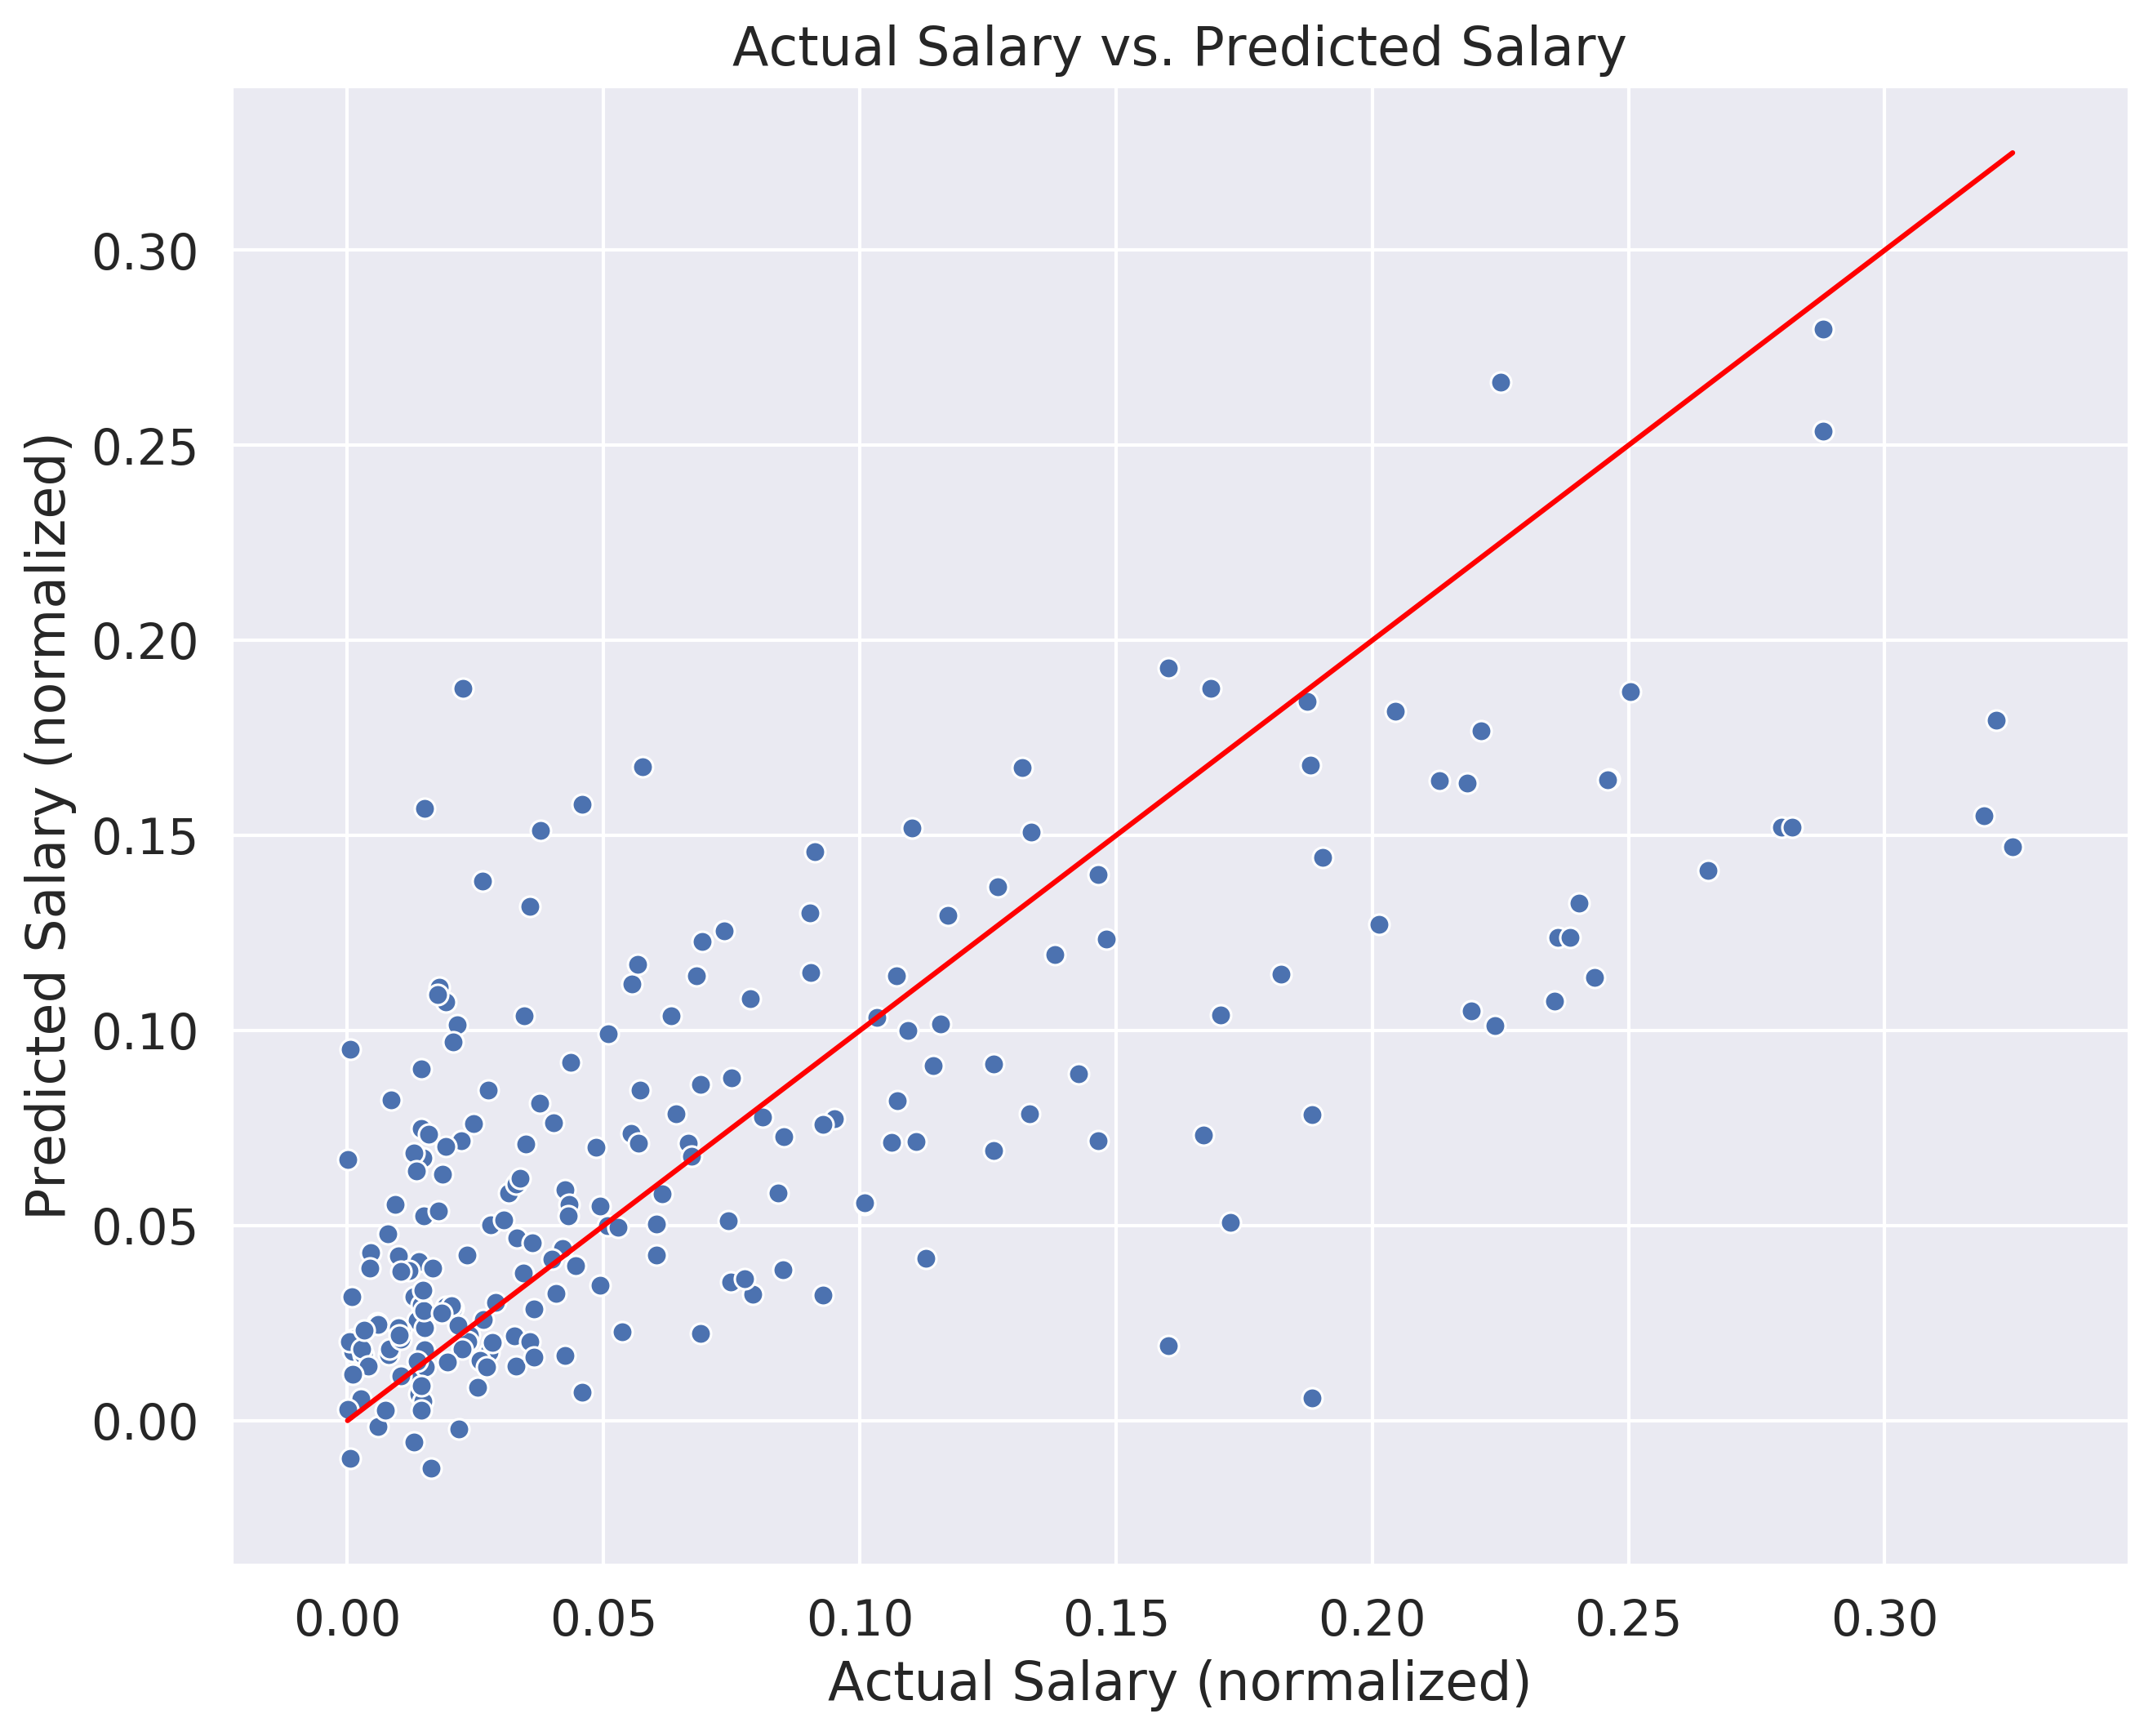 Actual Salary vs. Predicted Salary
Predicted Salary (normalized)
0.30
0.25
0.20
0.15
0.10
0.05
0.00
0.00 0.05 0.10 0.15 0.20 0.25 0.30
Actual Salary (normalized)